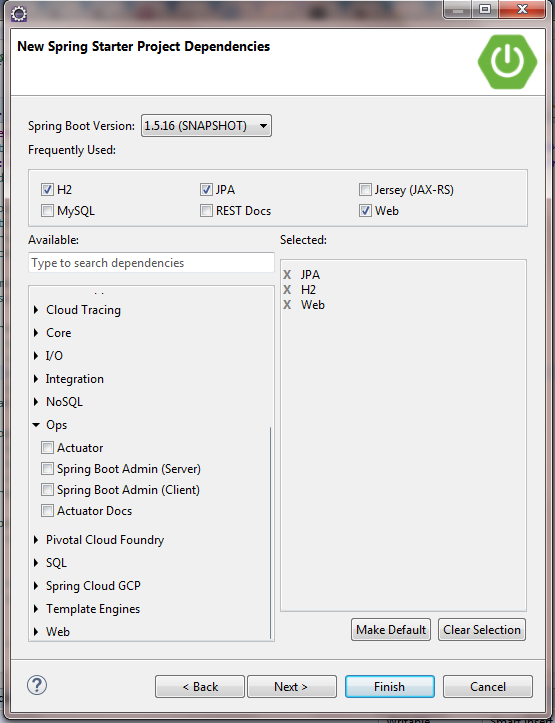 New Spring Starter Project Dependencies
Spring Boot Version: 1.5.16 (SNAPSHOT)
Frequently Used:
H2 JPA Jersey (JAX-RS)
MySQL REST Docs Web
Available: Selected:
Type to search dependencies
X JPA
X H2
X Web
Cloud Tracing
Core
I/O
Integration
NoSQL
Ops
Actuator
Spring Boot Admin (Server)
Spring Boot Admin (Client)
Actuator Docs
Pivotal Cloud Foundry
SQL
Spring Cloud GCP
Template Engines
Web
Make Default Clear Selection
? < Back Next > Finish Cancel
Writable Smart Insert